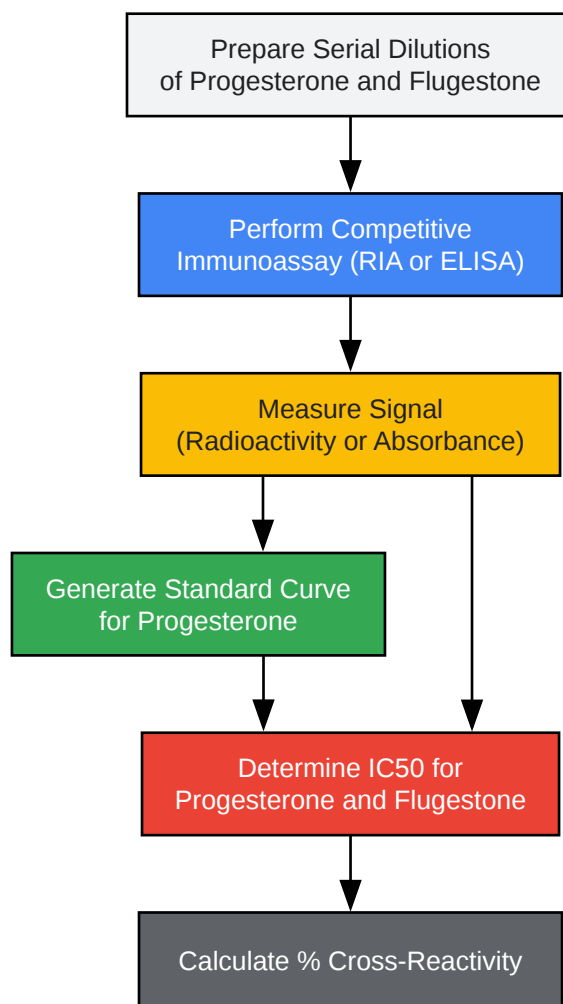 Prepare Serial Dilutions
of Progesterone and Flugestone
Perform Competitive
Immunoassay (RIA or ELISA)
Measure Signal
(Radioactivity or Absorbance)
Generate Standard Curve
for Progesterone
Determine IC50 for
Progesterone and Flugestone
Calculate % Cross-Reactivity